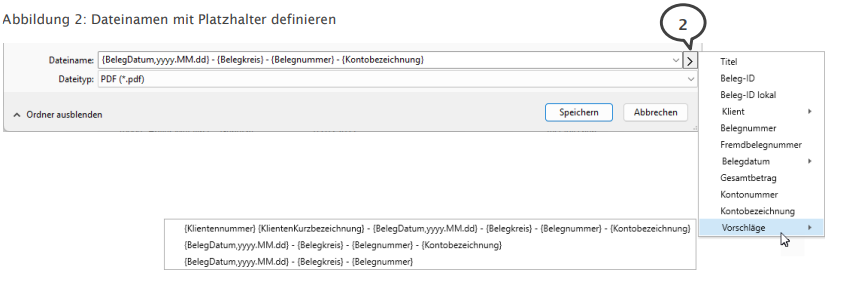 Abbildung 2: Dateinamen mit Platzhalter definieren
2
Dateiname: {BelegDatum,yyyy.MM.dd} - {Belegkreis} - {Belegnummer} - {Kontobezeichnung}
Dateityp: PDF (*.pdf)
Ordner ausblenden
Speichern
Abbrechen
Titel
Beleg-ID
Beleg-ID lokal
Klient
Belegnummer
Fremdbelegnummer
Belegdatum
Gesamtbetrag
Kontonummer
Kontobezeichnung
Vorschläge
{Klientennummer} {KlientenKurzbezeichnung} - {BelegDatum,yyyy.MM.dd} - {Belegkreis} - {Belegnummer} - {Kontobezeichnung}
{BelegDatum,yyyy.MM.dd} - {Belegkreis} - {Belegnummer} - {Kontobezeichnung}
{BelegDatum,yyyy.MM.dd} - {Belegkreis} - {Belegnummer}